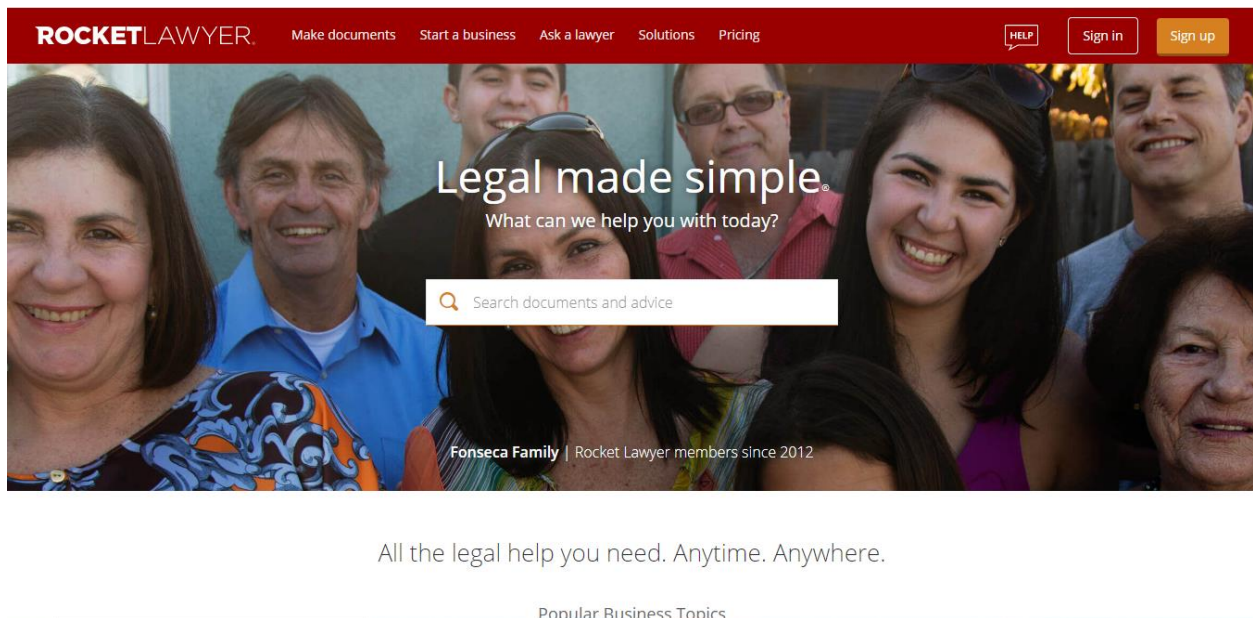 ROCKETLAWYER. Make documents Start a business Ask a lawyer Solutions Pricing HELP Sign in Sign up
Legal made simple®
What can we help you with today?
Search documents and advice
Fonseca Family | Rocket Lawyer members since 2012
All the legal help you need. Anytime. Anywhere.
Popular Business Topics